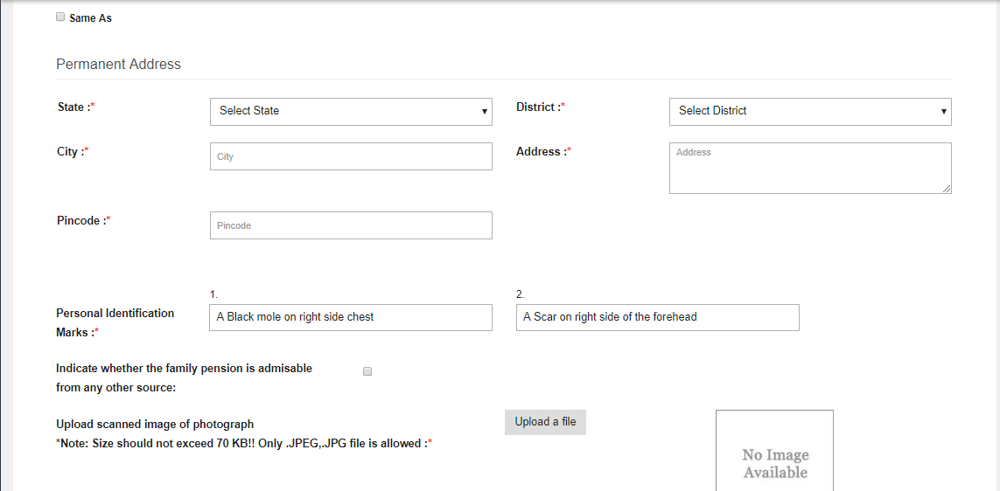 Same As
Permanent Address
State :* Select State District :* Select District
City :* City Address :* Address
Pincode :* Pincode
1. 2.
Personal Identification
Marks :* A Black mole on right side chest A Scar on right side of the forehead
Indicate whether the family pension is admisable
from any other source:
Upload scanned image of photograph Upload a file
*Note: Size should not exceed 70 KB!! Only .JPEG,.JPG file is allowed :*
No Image
Available